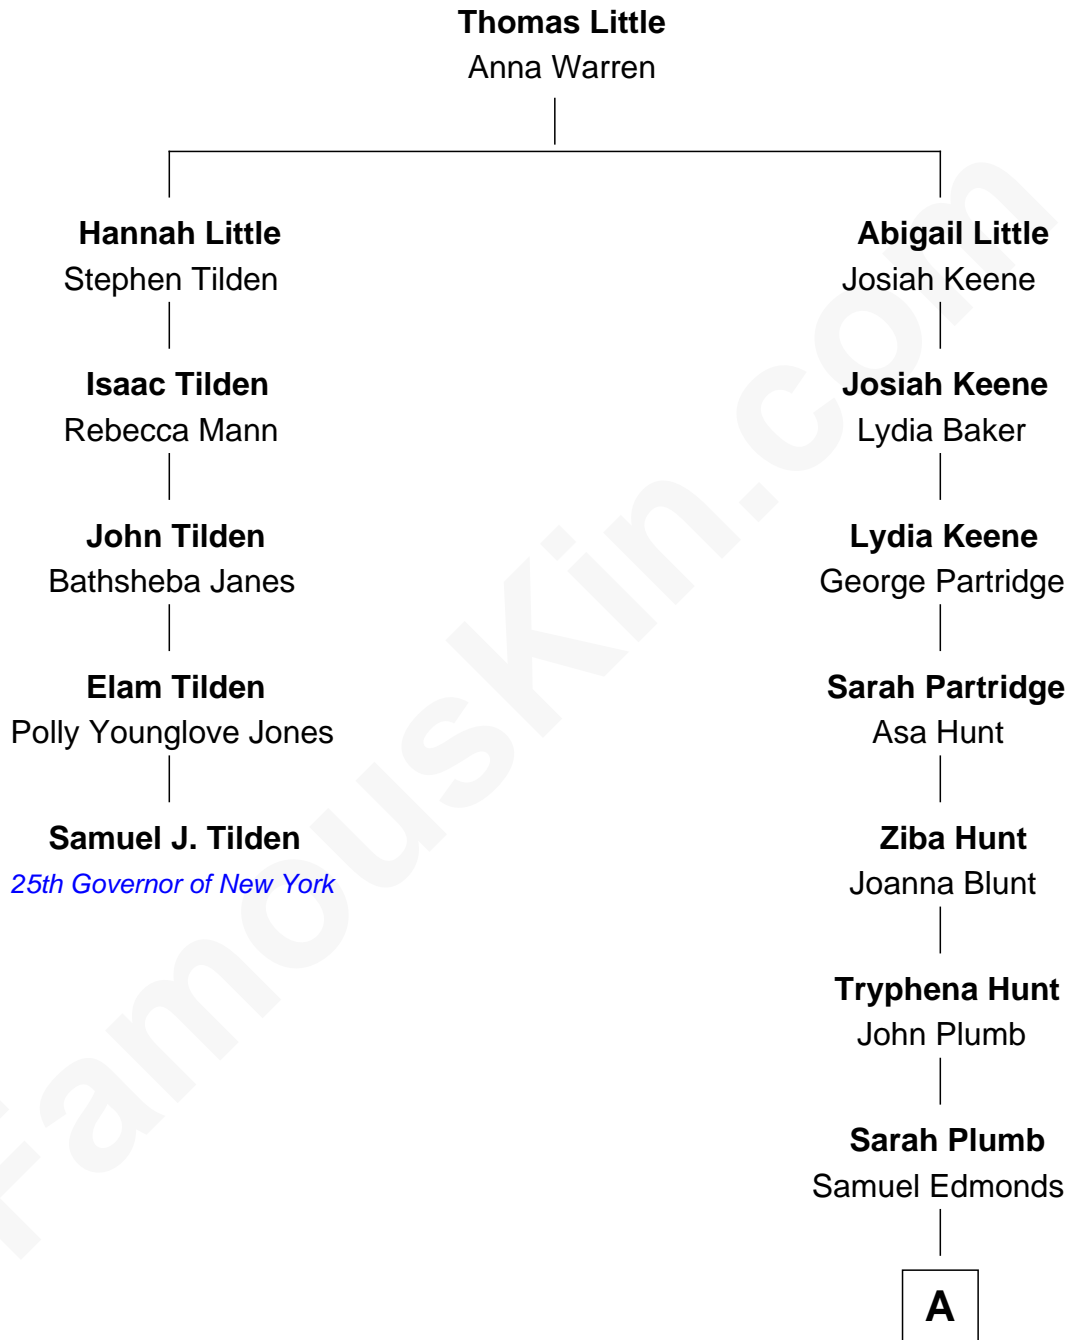 Thomas Little
Anna Warren
Hannah Little
Stephen Tilden
Isaac Tilden
Rebecca Mann
John Tilden
Bathsheba Janes
Elam Tilden
Polly Younglove Jones
Samuel J. Tilden
25th Governor of New York
Abigail Little
Josiah Keene
Josiah Keene
Lydia Baker
Lydia Keene
George Partridge
Sarah Partridge
Asa Hunt
Ziba Hunt
Joanna Blunt
Tryphena Hunt
John Plumb
Sarah Plumb
Samuel Edmonds
A
FamousKin.com